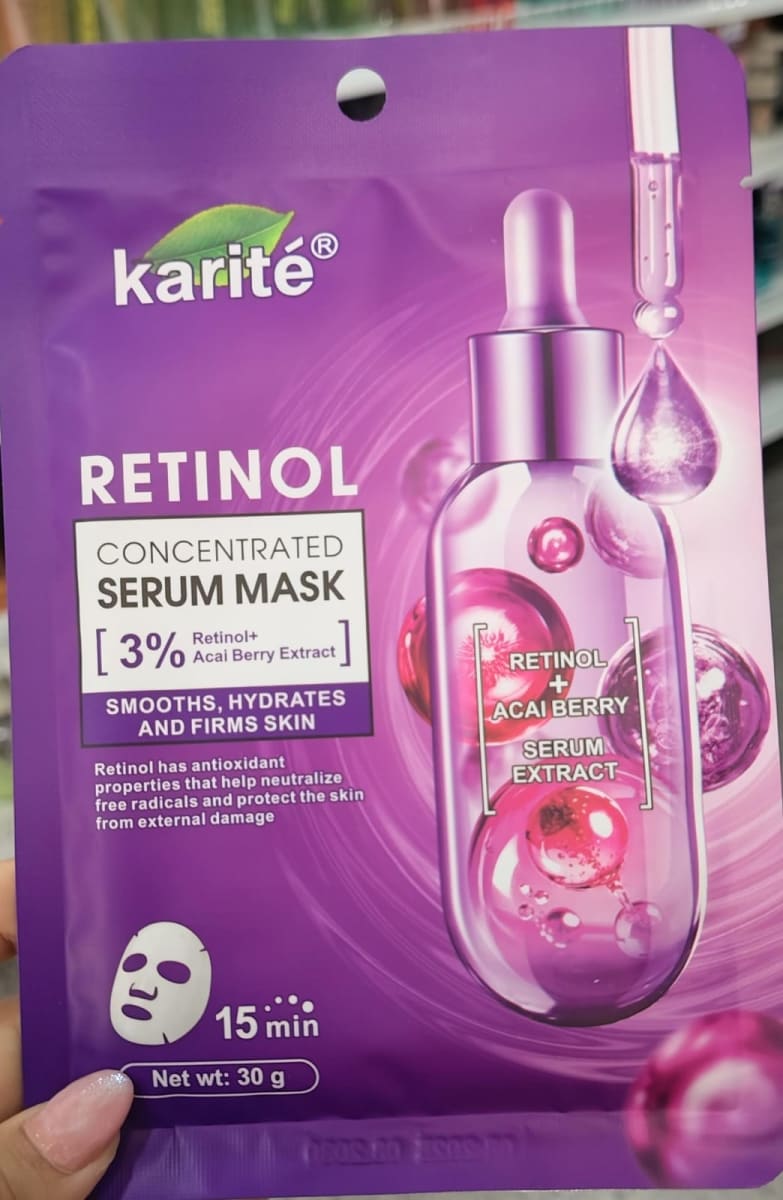 karité®
RETINOL
CONCENTRATED
SERUM MASK
[ 3% Retinol+
Acai Berry Extract ]
SMOOTHS, HYDRATES
AND FIRMS SKIN
Retinol has antioxidant
properties that help neutralize
free radicals and protect the skin
from external damage
15 min
Net wt: 30 g
RETINOL
+
ACAI BERRY
SERUM
EXTRACT